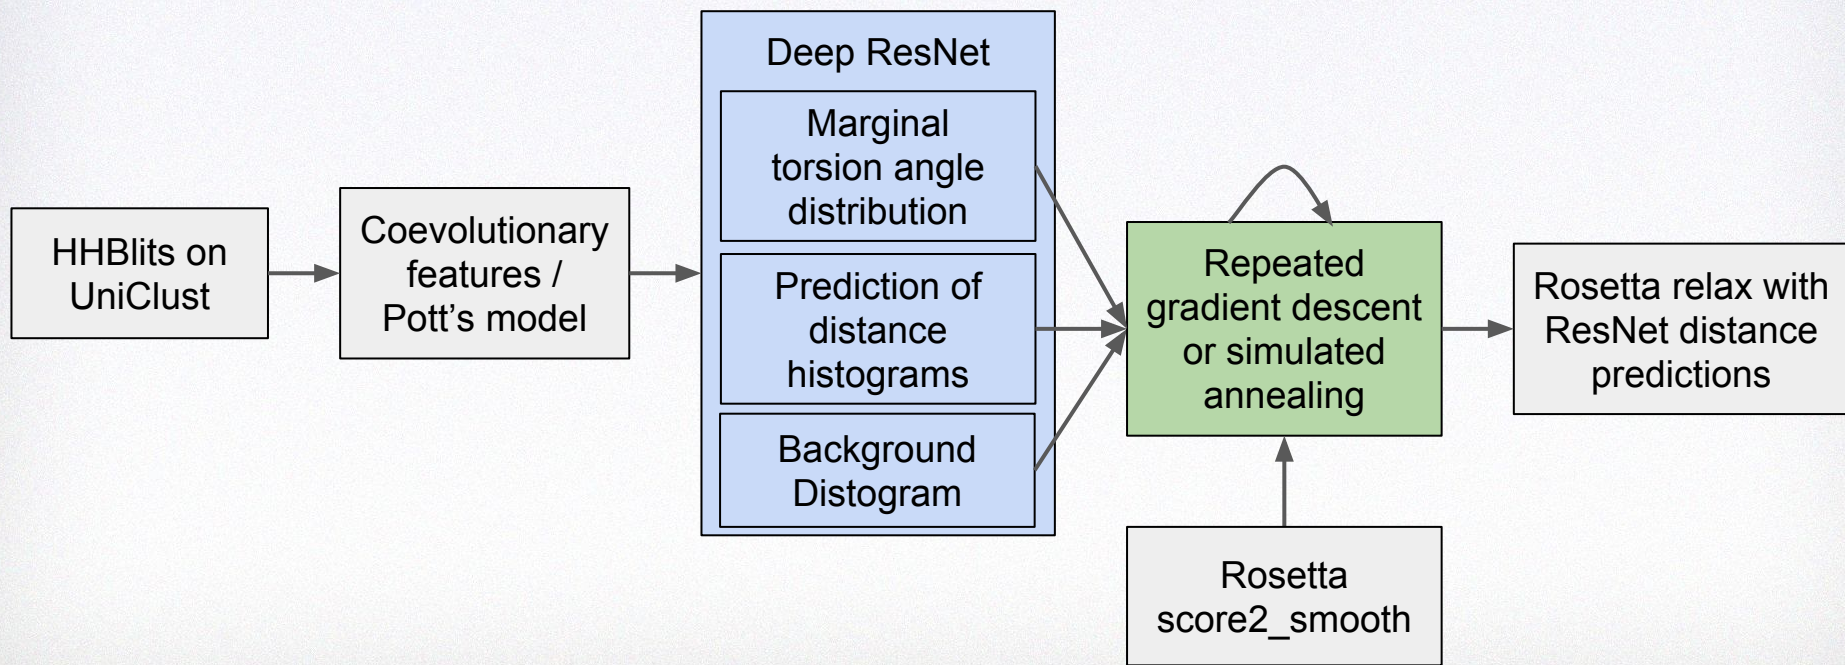 HHBlits on
UniClust
Coevolutionary
features /
Pott's model
Deep ResNet
Marginal
torsion angle
distribution
Prediction of
distance
histograms
Background
Distogram
Repeated
gradient descent
or simulated
annealing
Rosetta
score2_smooth
Rosetta relax with
ResNet distance
predictions